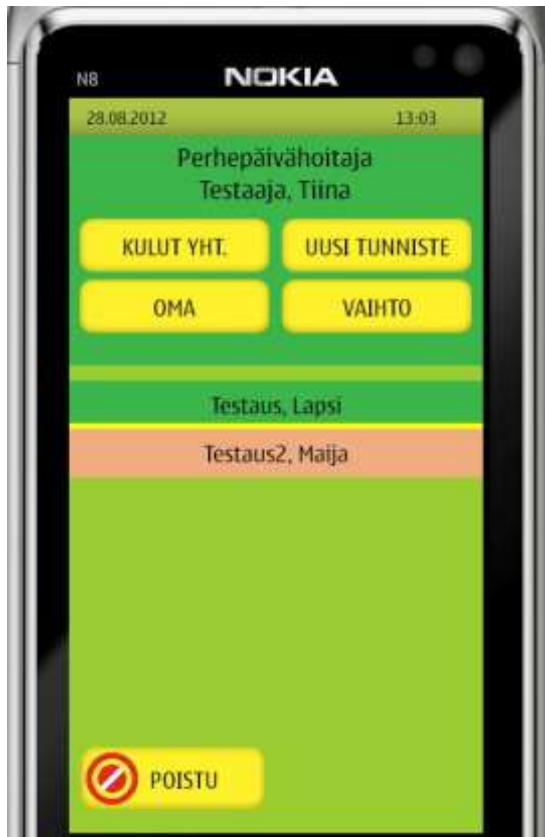 N8 NOKIA
28.08.2012 13:03
Perhepäivähoitaja
Testaaja, Tiina
KULUT YHT. UUSI TUNNISTE
OMA VAIHTO
Testaus, Lapsi
Testaus2, Maija
POISTU